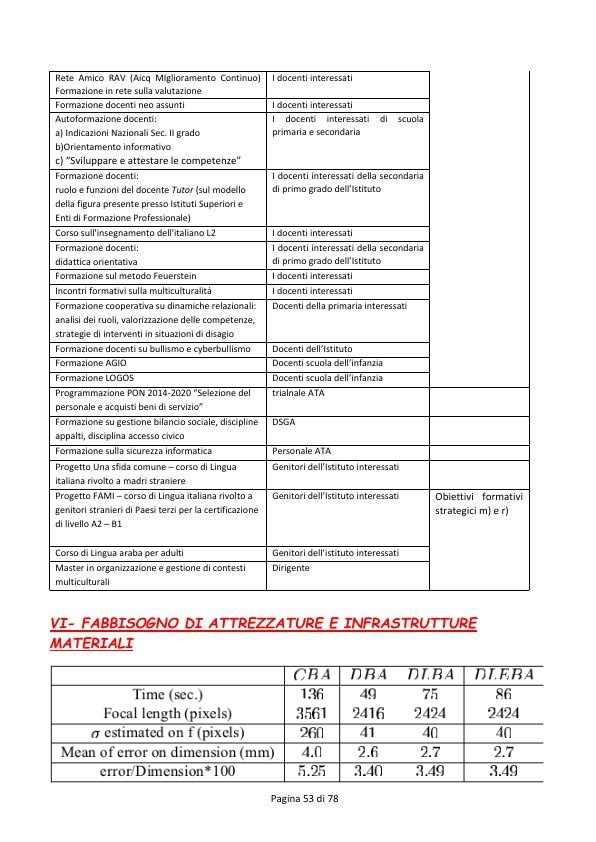 Rete Amico RAV (Aicq MIglioramento Continuo) I docenti interessati
Formazione in rete sulla valutazione
Formazione docenti neo assunti I docenti interessati
Autoformazione docenti: I docenti interessati di scuola
a) Indicazioni Nazionali Sec. II grado primaria e secondaria
b)Orientamento informativo
c) “Sviluppare e attestare le competenze”
Formazione docenti: I docenti interessati della secondaria
ruolo e funzioni del docente Tutor (sul modello di primo grado dell’Istituto
della figura presente presso Istituti Superiori e
Enti di Formazione Professionale)
Corso sull'insegnamento dell'italiano L2 I docenti interessati
Formazione docenti: I docenti interessati della secondaria
didattica orientativa di primo grado dell’Istituto
Formazione sul metodo Feuerstein I docenti interessati
Incontri formativi sulla multiculturalità I docenti interessati
Formazione cooperativa su dinamiche relazionali: Docenti della primaria interessati
analisi dei ruoli, valorizzazione delle competenze,
strategie di interventi in situazioni di disagio
Formazione docenti su bullismo e cyberbullismo Docenti dell’Istituto
Formazione AGIO Docenti scuola dell’infanzia
Formazione LOGOS Docenti scuola dell’infanzia
Programmazione PON 2014-2020 “Selezione del trialnale ATA
personale e acquisti beni di servizio”
Formazione su gestione bilancio sociale, discipline DSGA
appalti, disciplina accesso civico
Formazione sulla sicurezza informatica Personale ATA
Progetto Una sfida comune – corso di Lingua Genitori dell’Istituto interessati
italiana rivolto a madri straniere
Progetto FAMI – corso di Lingua italiana rivolto a Genitori dell’Istituto interessati Obiettivi formativi
genitori stranieri di Paesi terzi per la certificazione strategici m) e r)
di livello A2 – B1
Corso di Lingua araba per adulti Genitori dell’istituto interessati
Master in organizzazione e gestione di contesti Dirigente
multiculturali
VI- FABBISOGNO DI ATTREZZATURE E INFRASTRUTTURE
MATERIALI
CBA DBA DLBA DLEBA
Time (sec.) 136 49 75 86
Focal length (pixels) 3561 2416 2424 2424
σ estimated on f (pixels) 260 41 40 40
Mean of error on dimension (mm) 4.0 2.6 2.7 2.7
error/Dimension*100 5.25 3.40 3.49 3.49
Pagina 53 di 78